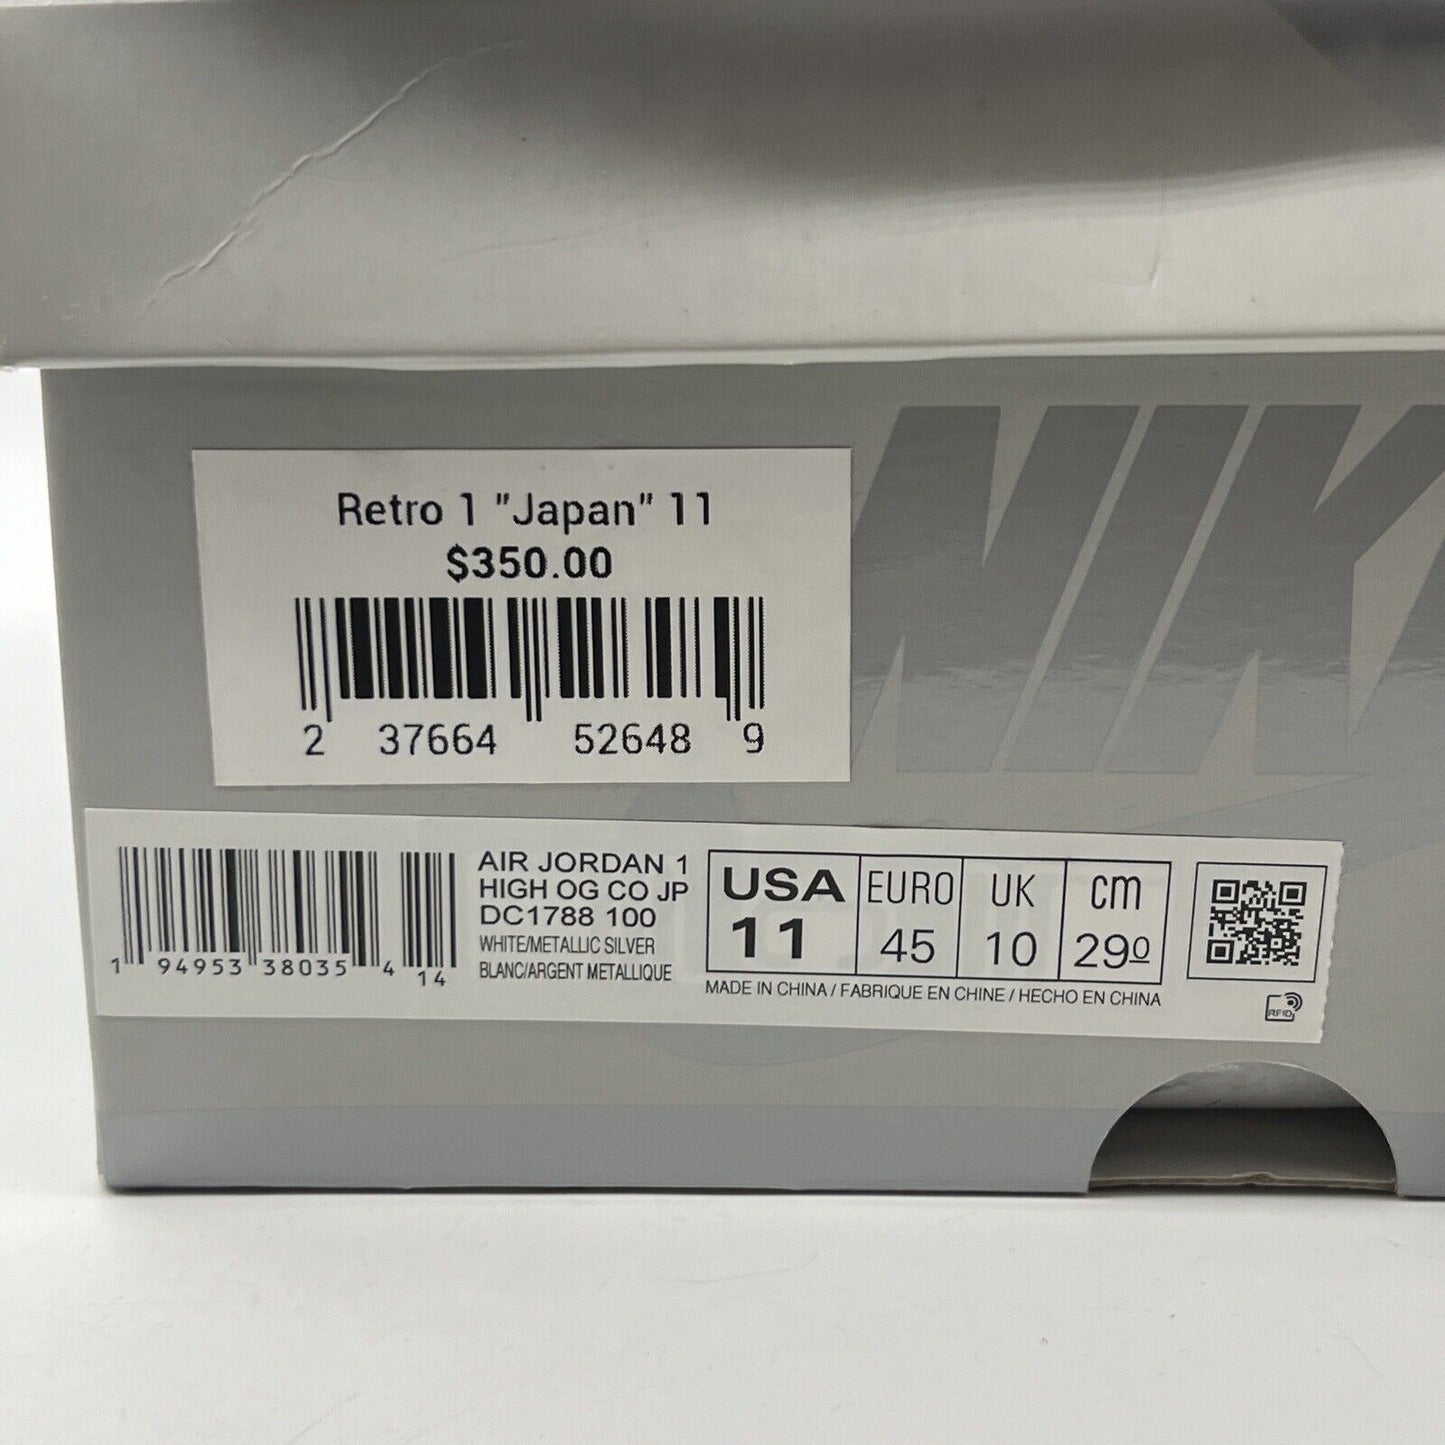 NIK
Retro 1 "Japan" 11
$350.00
2 37664 52648 9
AIR JORDAN 1
HIGH OG CO JP
DC1788 100
WHITE/METALLIC SILVER
BLANC/ARGENT METALLIQUE
1 94953 38035 4 14
USA EURO UK CM
11 45 10 290
MADE IN CHINA / FABRIQUE EN CHINE / HECHO EN CHINA
RFID